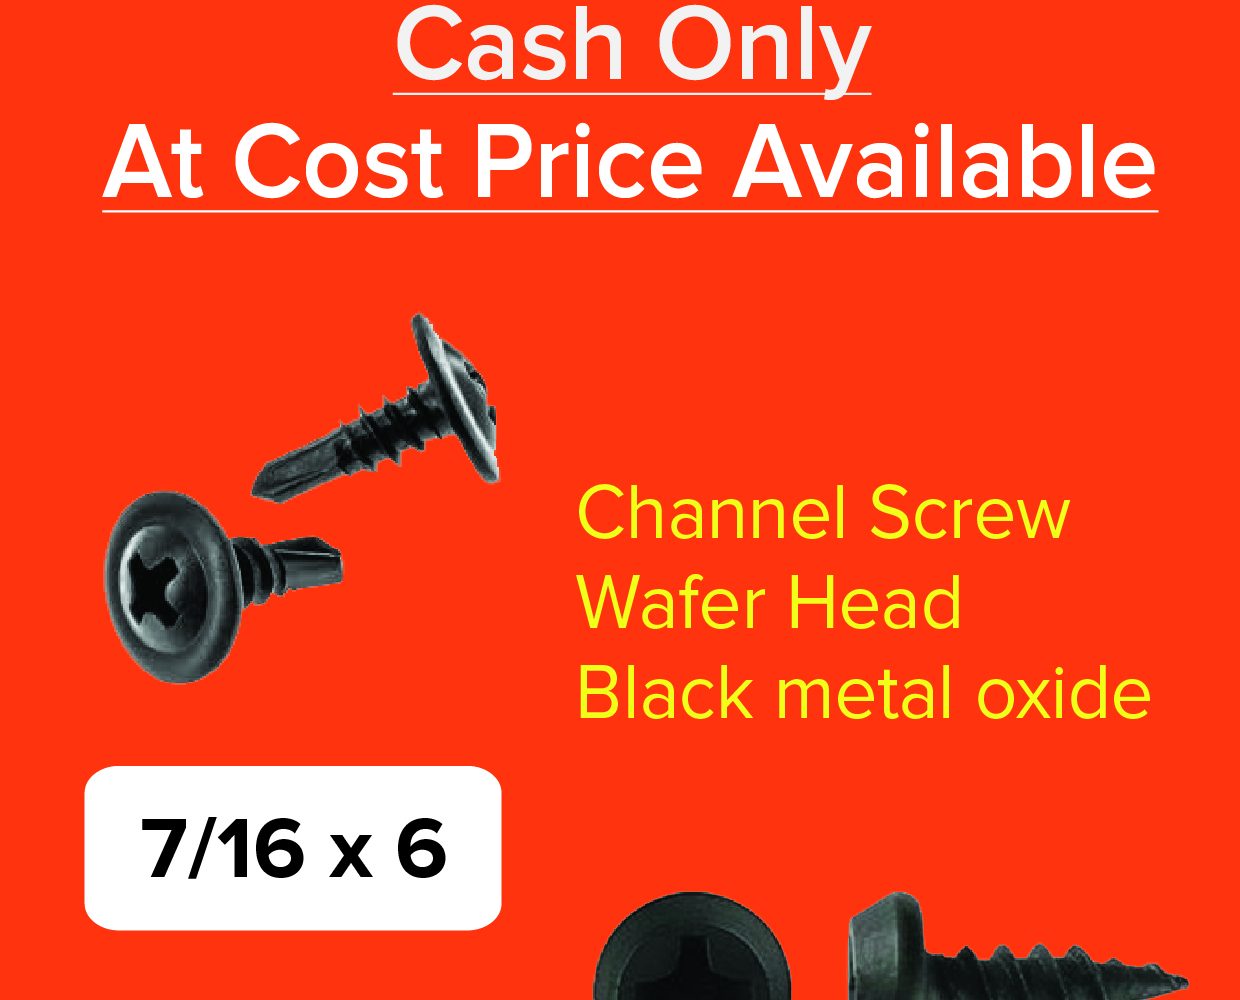 Cash Only
At Cost Price Available
Channel Screw
Wafer Head
Black metal oxide
7/16 x 6